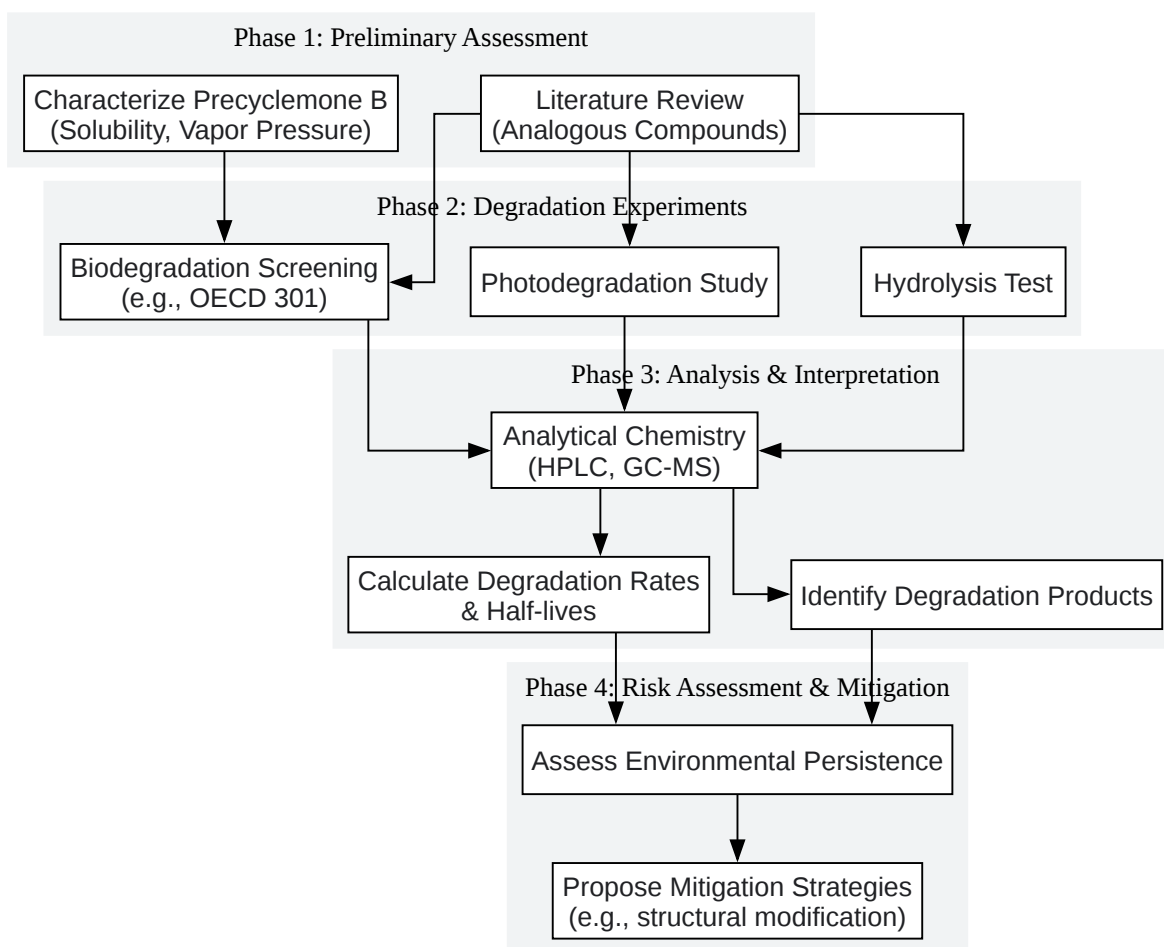 Phase 1: Preliminary Assessment
Characterize Precyclemone B
(Solubility, Vapor Pressure)
Literature Review
(Analogous Compounds)
Phase 2: Degradation Experiments
Biodegradation Screening
(e.g., OECD 301)
Photodegradation Study
Hydrolysis Test
Phase 3: Analysis & Interpretation
Analytical Chemistry
(HPLC, GC-MS)
Calculate Degradation Rates
& Half-lives
Identify Degradation Products
Phase 4: Risk Assessment & Mitigation
Assess Environmental Persistence
Propose Mitigation Strategies
(e.g., structural modification)